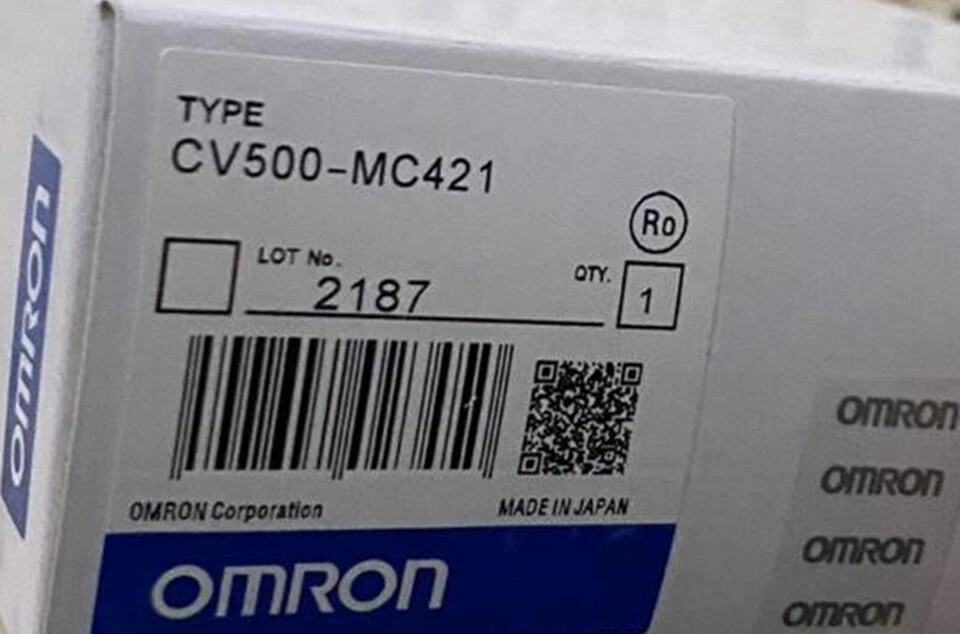 TYPE
CV500-MC421
Ro
LOT No.
2187
QTY.
1
OMRON Corporation
MADE IN JAPAN
OMRON
OMRON
OMRON
OMRON
OMRON
OMRON